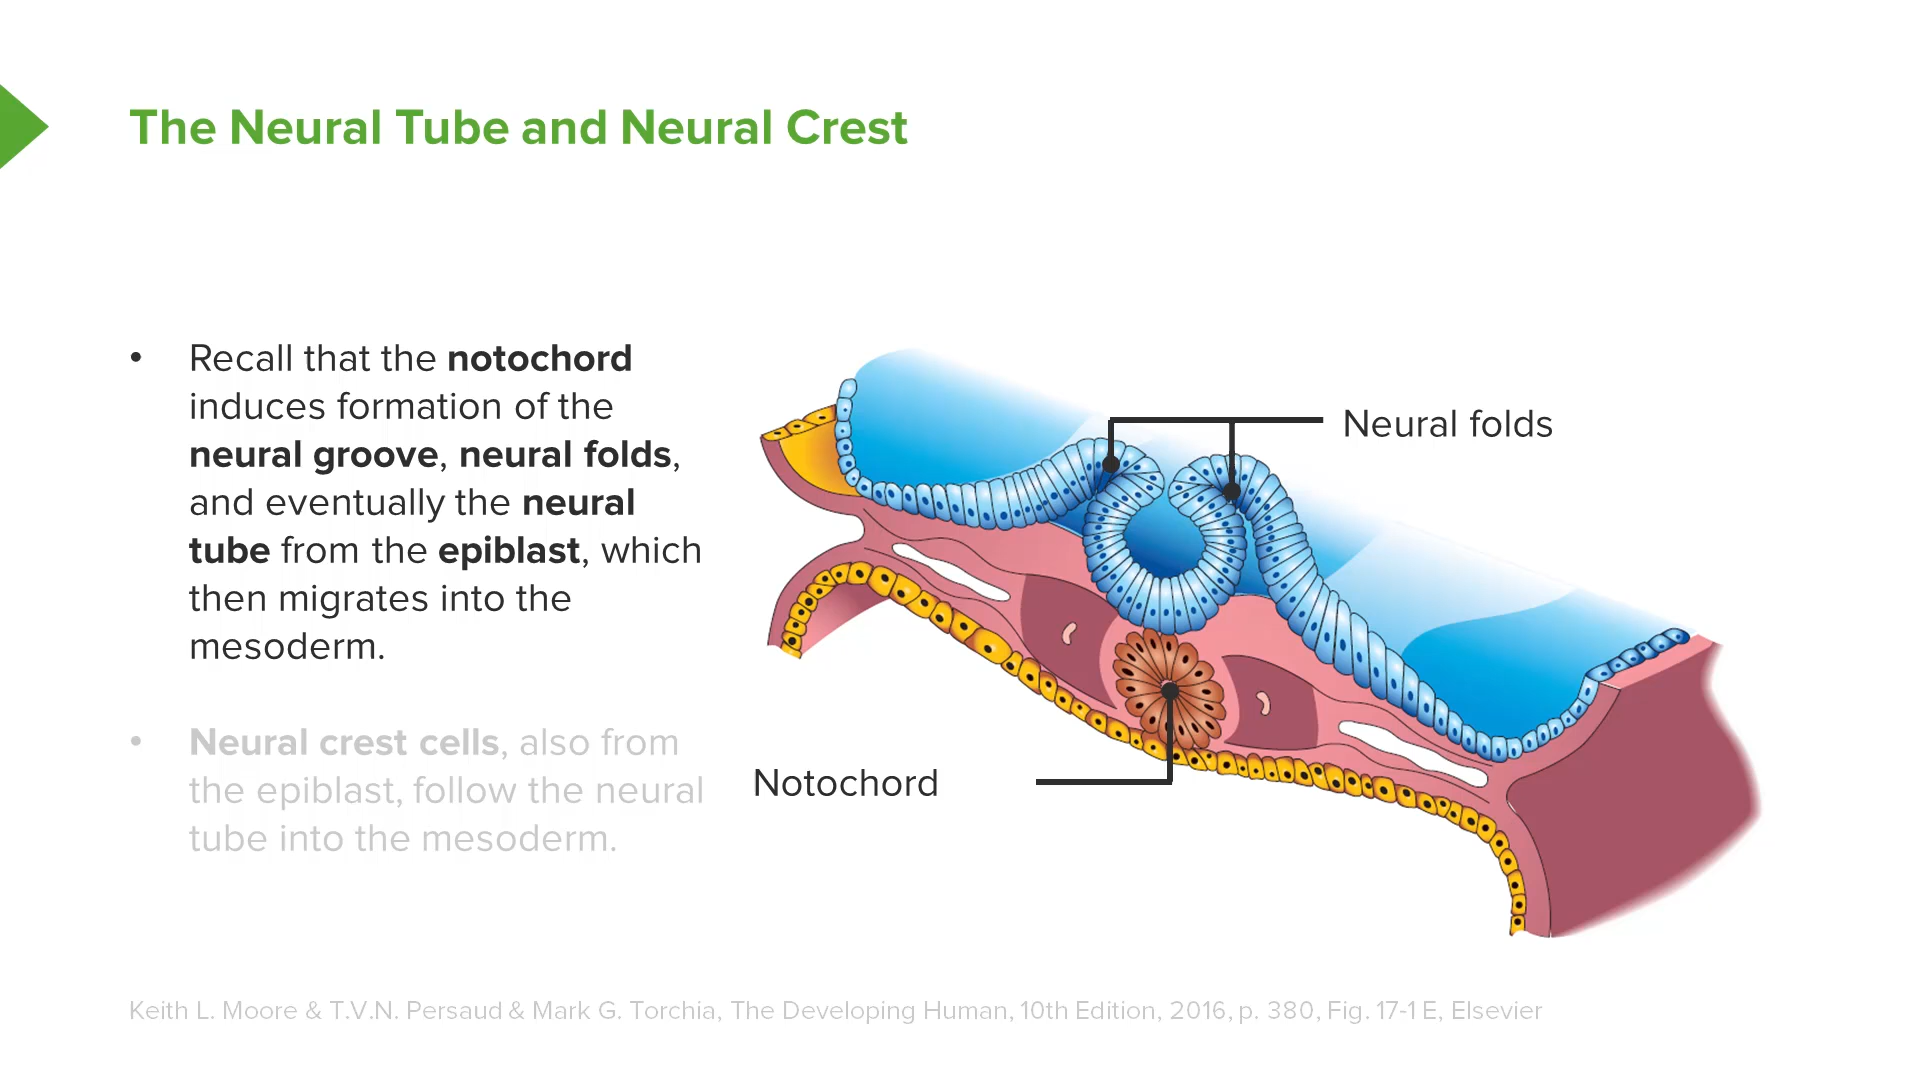 The Neural Tube and Neural Crest
• Recall that the notochord
induces formation of the
neural groove, neural folds,
and eventually the neural
tube from the epiblast, which
then migrates into the
mesoderm.
• Neural crest cells, also from
the epiblast, follow the neural
tube into the mesoderm.
Neural folds
Notochord
Keith L. Moore & T.V.N. Persaud & Mark G. Torchia, The Developing Human, 10th Edition, 2016, p. 380, Fig. 17-1 E, Elsevier